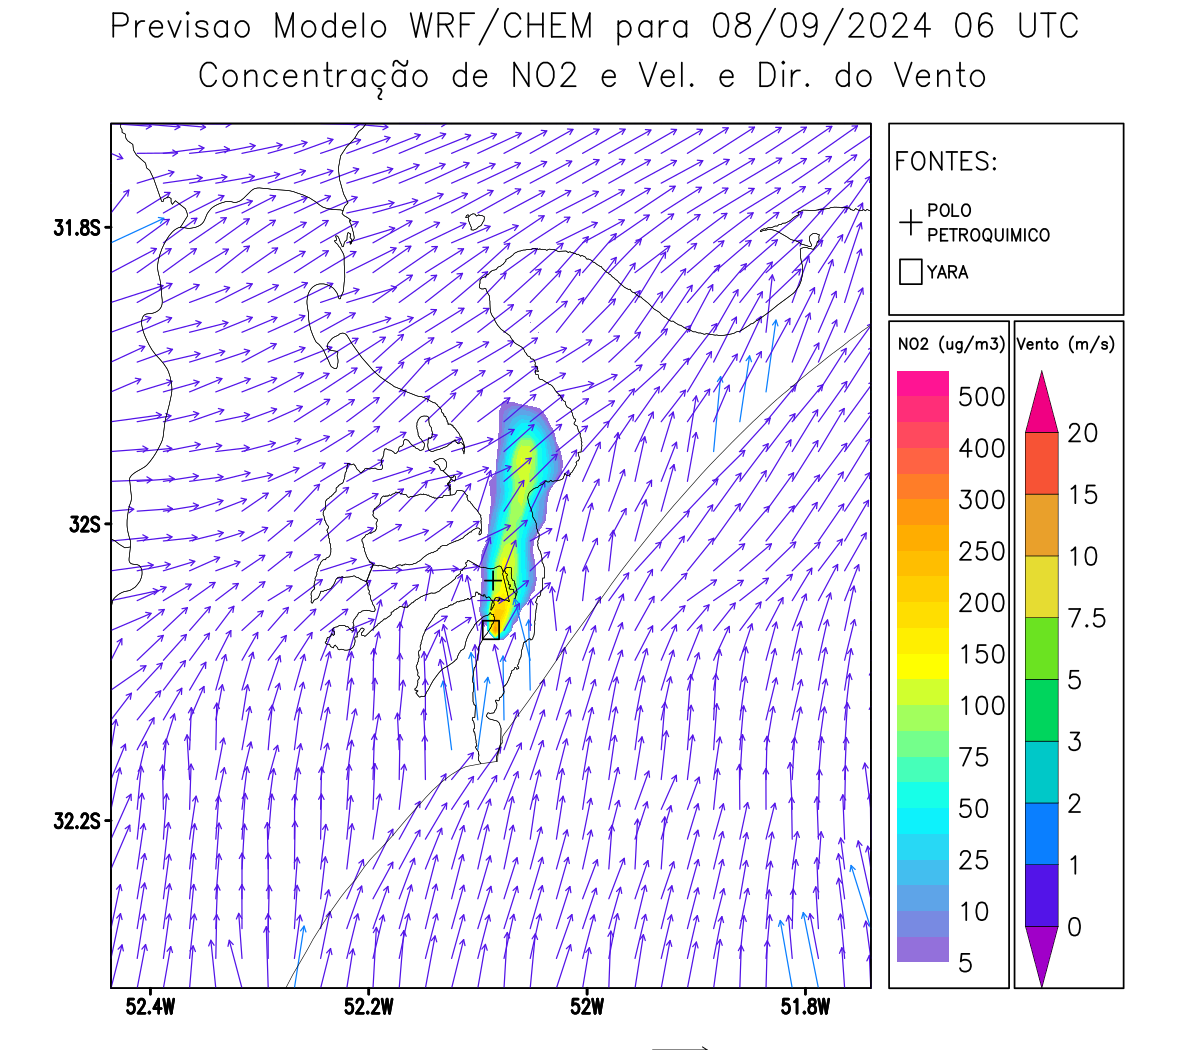 Previsao Modelo WRF/CHEM para 08/09/2024 06 UTC
Concentração de NO2 e Vel. e Dir. do Vento
FONTES:
POLO
PETROQUIMICO
YARA
31.8S
32S
32.2S
52.4W
52.2W
52W
51.8W
NO2 (ug/m3)
500
400
300
250
200
150
100
75
50
25
10
5
Vento (m/s)
20
15
10
7.5
5
3
2
1
0